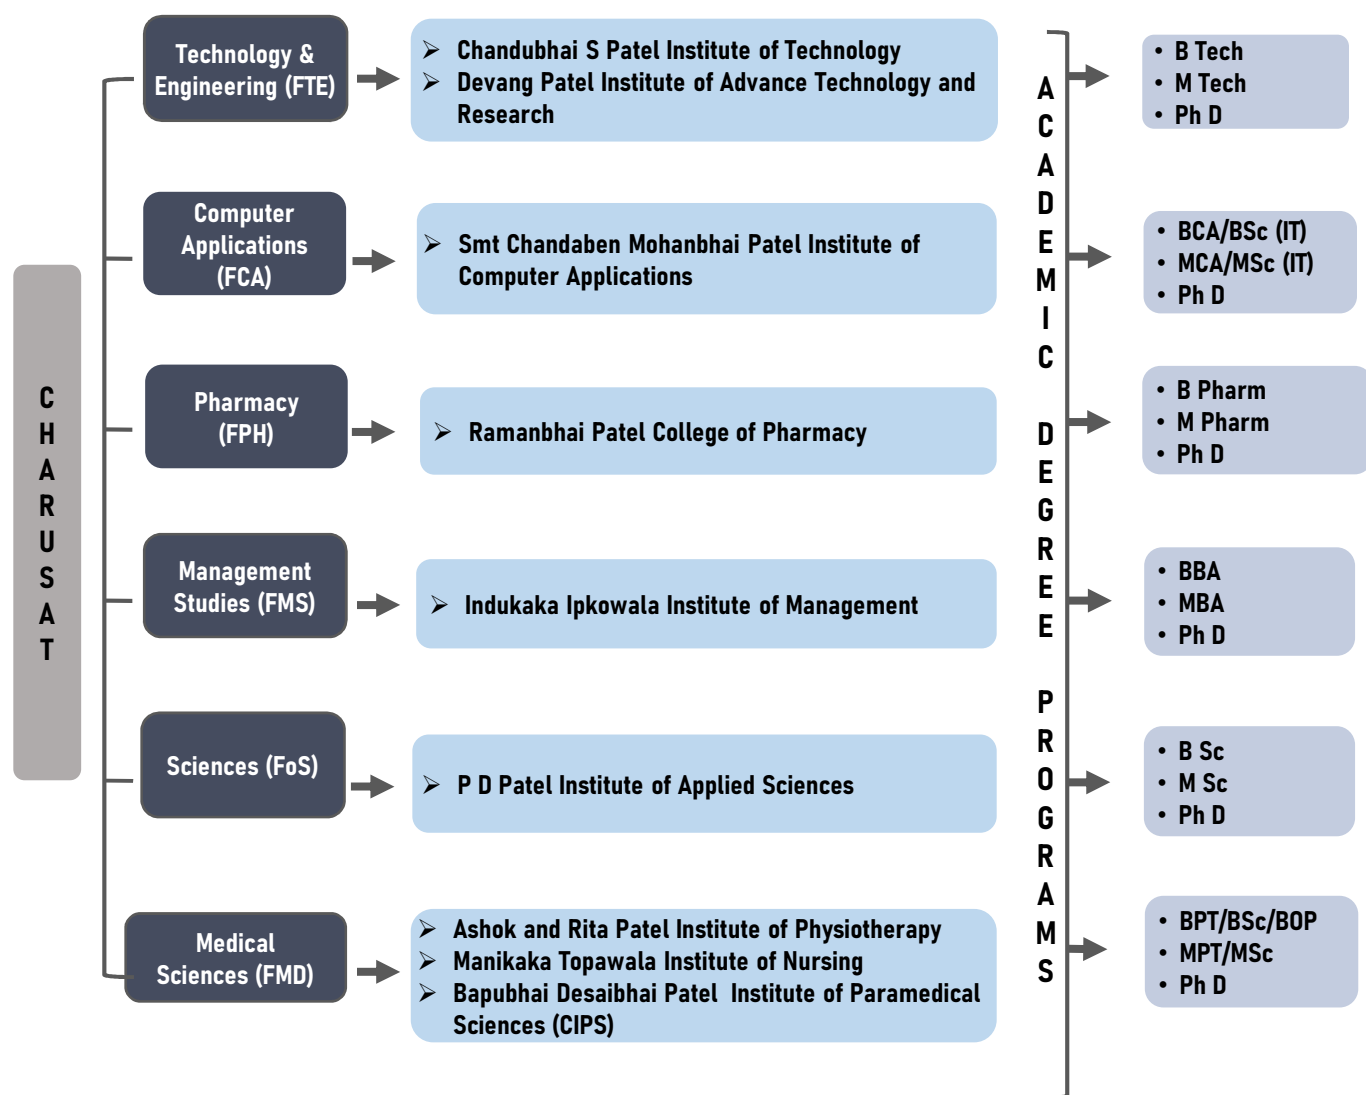 CHARUSAT
Technology &
Engineering (FTE)
Chandubhai S Patel Institute of Technology
Devang Patel Institute of Advance Technology and
Research
Computer
Applications
(FCA)
Smt Chandaben Mohanbhai Patel Institute of
Computer Applications
Pharmacy
(FPH)
Ramanbhai Patel College of Pharmacy
Management
Studies (FMS)
Indukaka Ipkowala Institute of Management
Sciences (FoS)
P D Patel Institute of Applied Sciences
Medical
Sciences (FMD)
Ashok and Rita Patel Institute of Physiotherapy
Manikaka Topawala Institute of Nursing
Bapubhai Desaibhai Patel Institute of Paramedical
Sciences (CIPS)
ACADEMIC DEGREE PROGRAMS
• B Tech
• M Tech
• Ph D
• BCA/BSc (IT)
• MCA/MSc (IT)
• Ph D
• B Pharm
• M Pharm
• Ph D
• BBA
• MBA
• Ph D
• B Sc
• M Sc
• Ph D
• BPT/BSc/BOP
• MPT/MSc
• Ph D